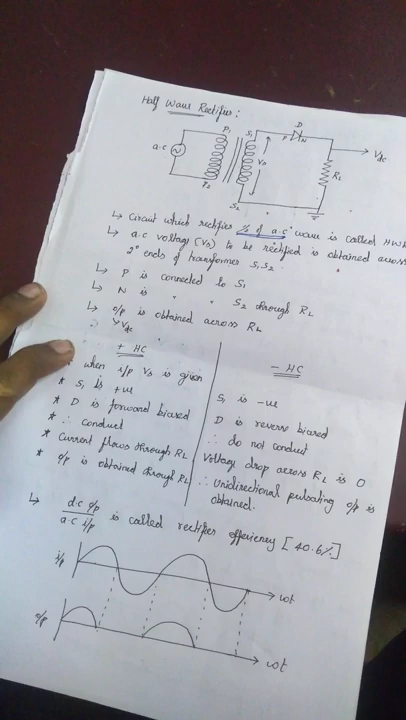 Half Wave Rectifier:
P₁
S₁
D
P
N
a.c
Vs
Vdc
RL
P₂
S₂
↳ Circuit which rectifies ½ of a.c wave is called HWR
↳ a.c voltage (Vs) to be rectified is obtained across
2° ends of transformer S₁S₂.
↳ P is connected to S₁
↳ N is " " S₂ through RL
↳ o/p is obtained across RL
Vdc
+ HC
* when i/p Vs is given
* S₁ is +ve
* D is forward biased
* ∴ conduct
* Current flows through RL
* o/p is obtained through RL
- HC
S₁ is -ve
D is reverse biased
∴ do not conduct
Voltage drop across RL is 0
∴ Unidirectional pulsating o/p is
obtained.
↳ d.c o/p / a.c i/p is called rectifier efficiency [40.6%]
i/p
ωt
o/p
ωt